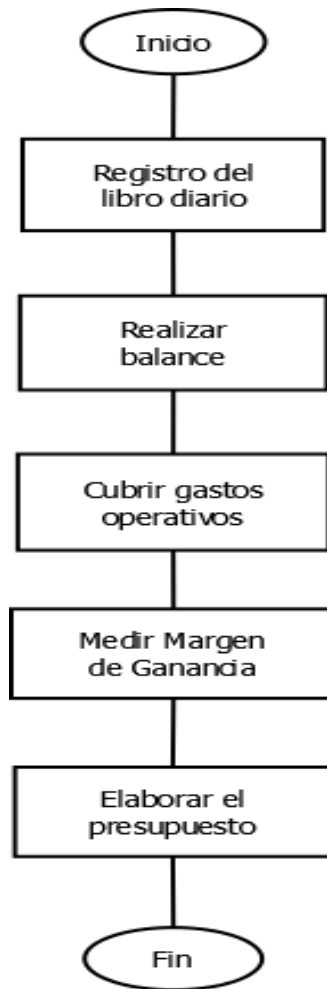 Inicio
Registro del
libro diario
Realizar
balance
Cubrir gastos
operativos
Medir Margen
de Ganancia
Elaborar el
presupuesto
Fin